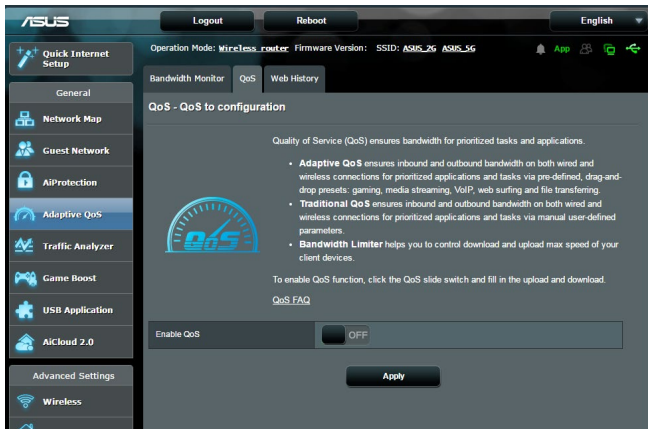 ASUS
Logout
Reboot
English
Quick Internet
Setup
Operation Mode: Wireless router Firmware Version: SSID: ASUS_2G ASUS_5G
App
General
Network Map
Guest Network
AiProtection
Adaptive QoS
Traffic Analyzer
Game Boost
USB Application
AiCloud 2.0
Advanced Settings
Wireless
Bandwidth Monitor
QoS
Web History
QoS - QoS to configuration
QoS
Quality of Service (QoS) ensures bandwidth for prioritized tasks and applications.
• Adaptive QoS ensures inbound and outbound bandwidth on both wired and
wireless connections for prioritized applications and tasks via pre-defined, drag-and-
drop presets: gaming, media streaming, VoIP, web surfing and file transferring.
• Traditional QoS ensures inbound and outbound bandwidth on both wired and
wireless connections for prioritized applications and tasks via manual user-defined
parameters.
• Bandwidth Limiter helps you to control download and upload max speed of your
client devices.
To enable QoS function, click the QoS slide switch and fill in the upload and download.
QoS FAQ
Enable QoS
OFF
Apply